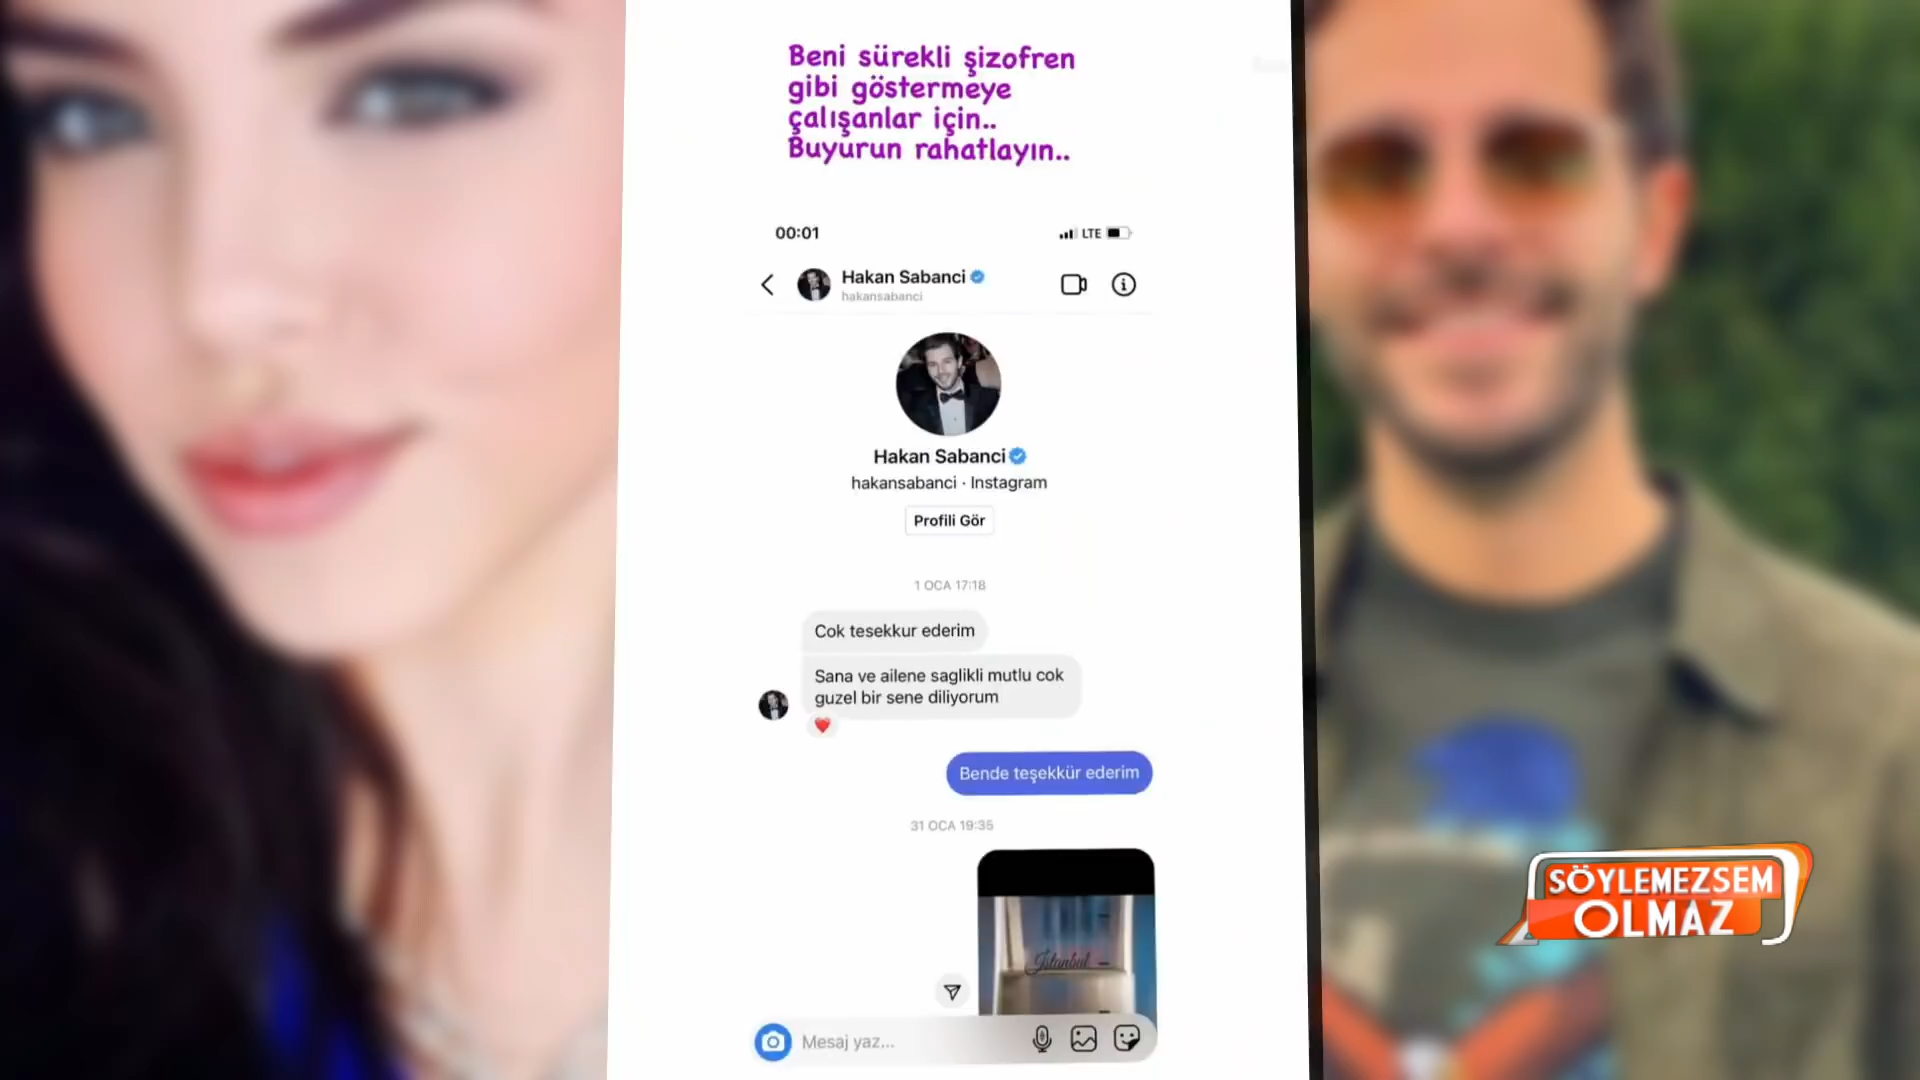 Beni sürekli şizofren
gibi göstermeye
çalışanlar için..
Buyurun rahatlayın..
00:01
LTE
Hakan Sabanci
hakansabanci
Hakan Sabanci
hakansabanci · Instagram
Profili Gör
1 OCA 17:18
Cok tesekkur ederim
Sana ve ailene saglikli mutlu cok
guzel bir sene diliyorum
Bende teşekkür ederim
31 OCA 19:35
İstanbul
Mesaj yaz...
SÖYLEMEZSEM
OLMAZ